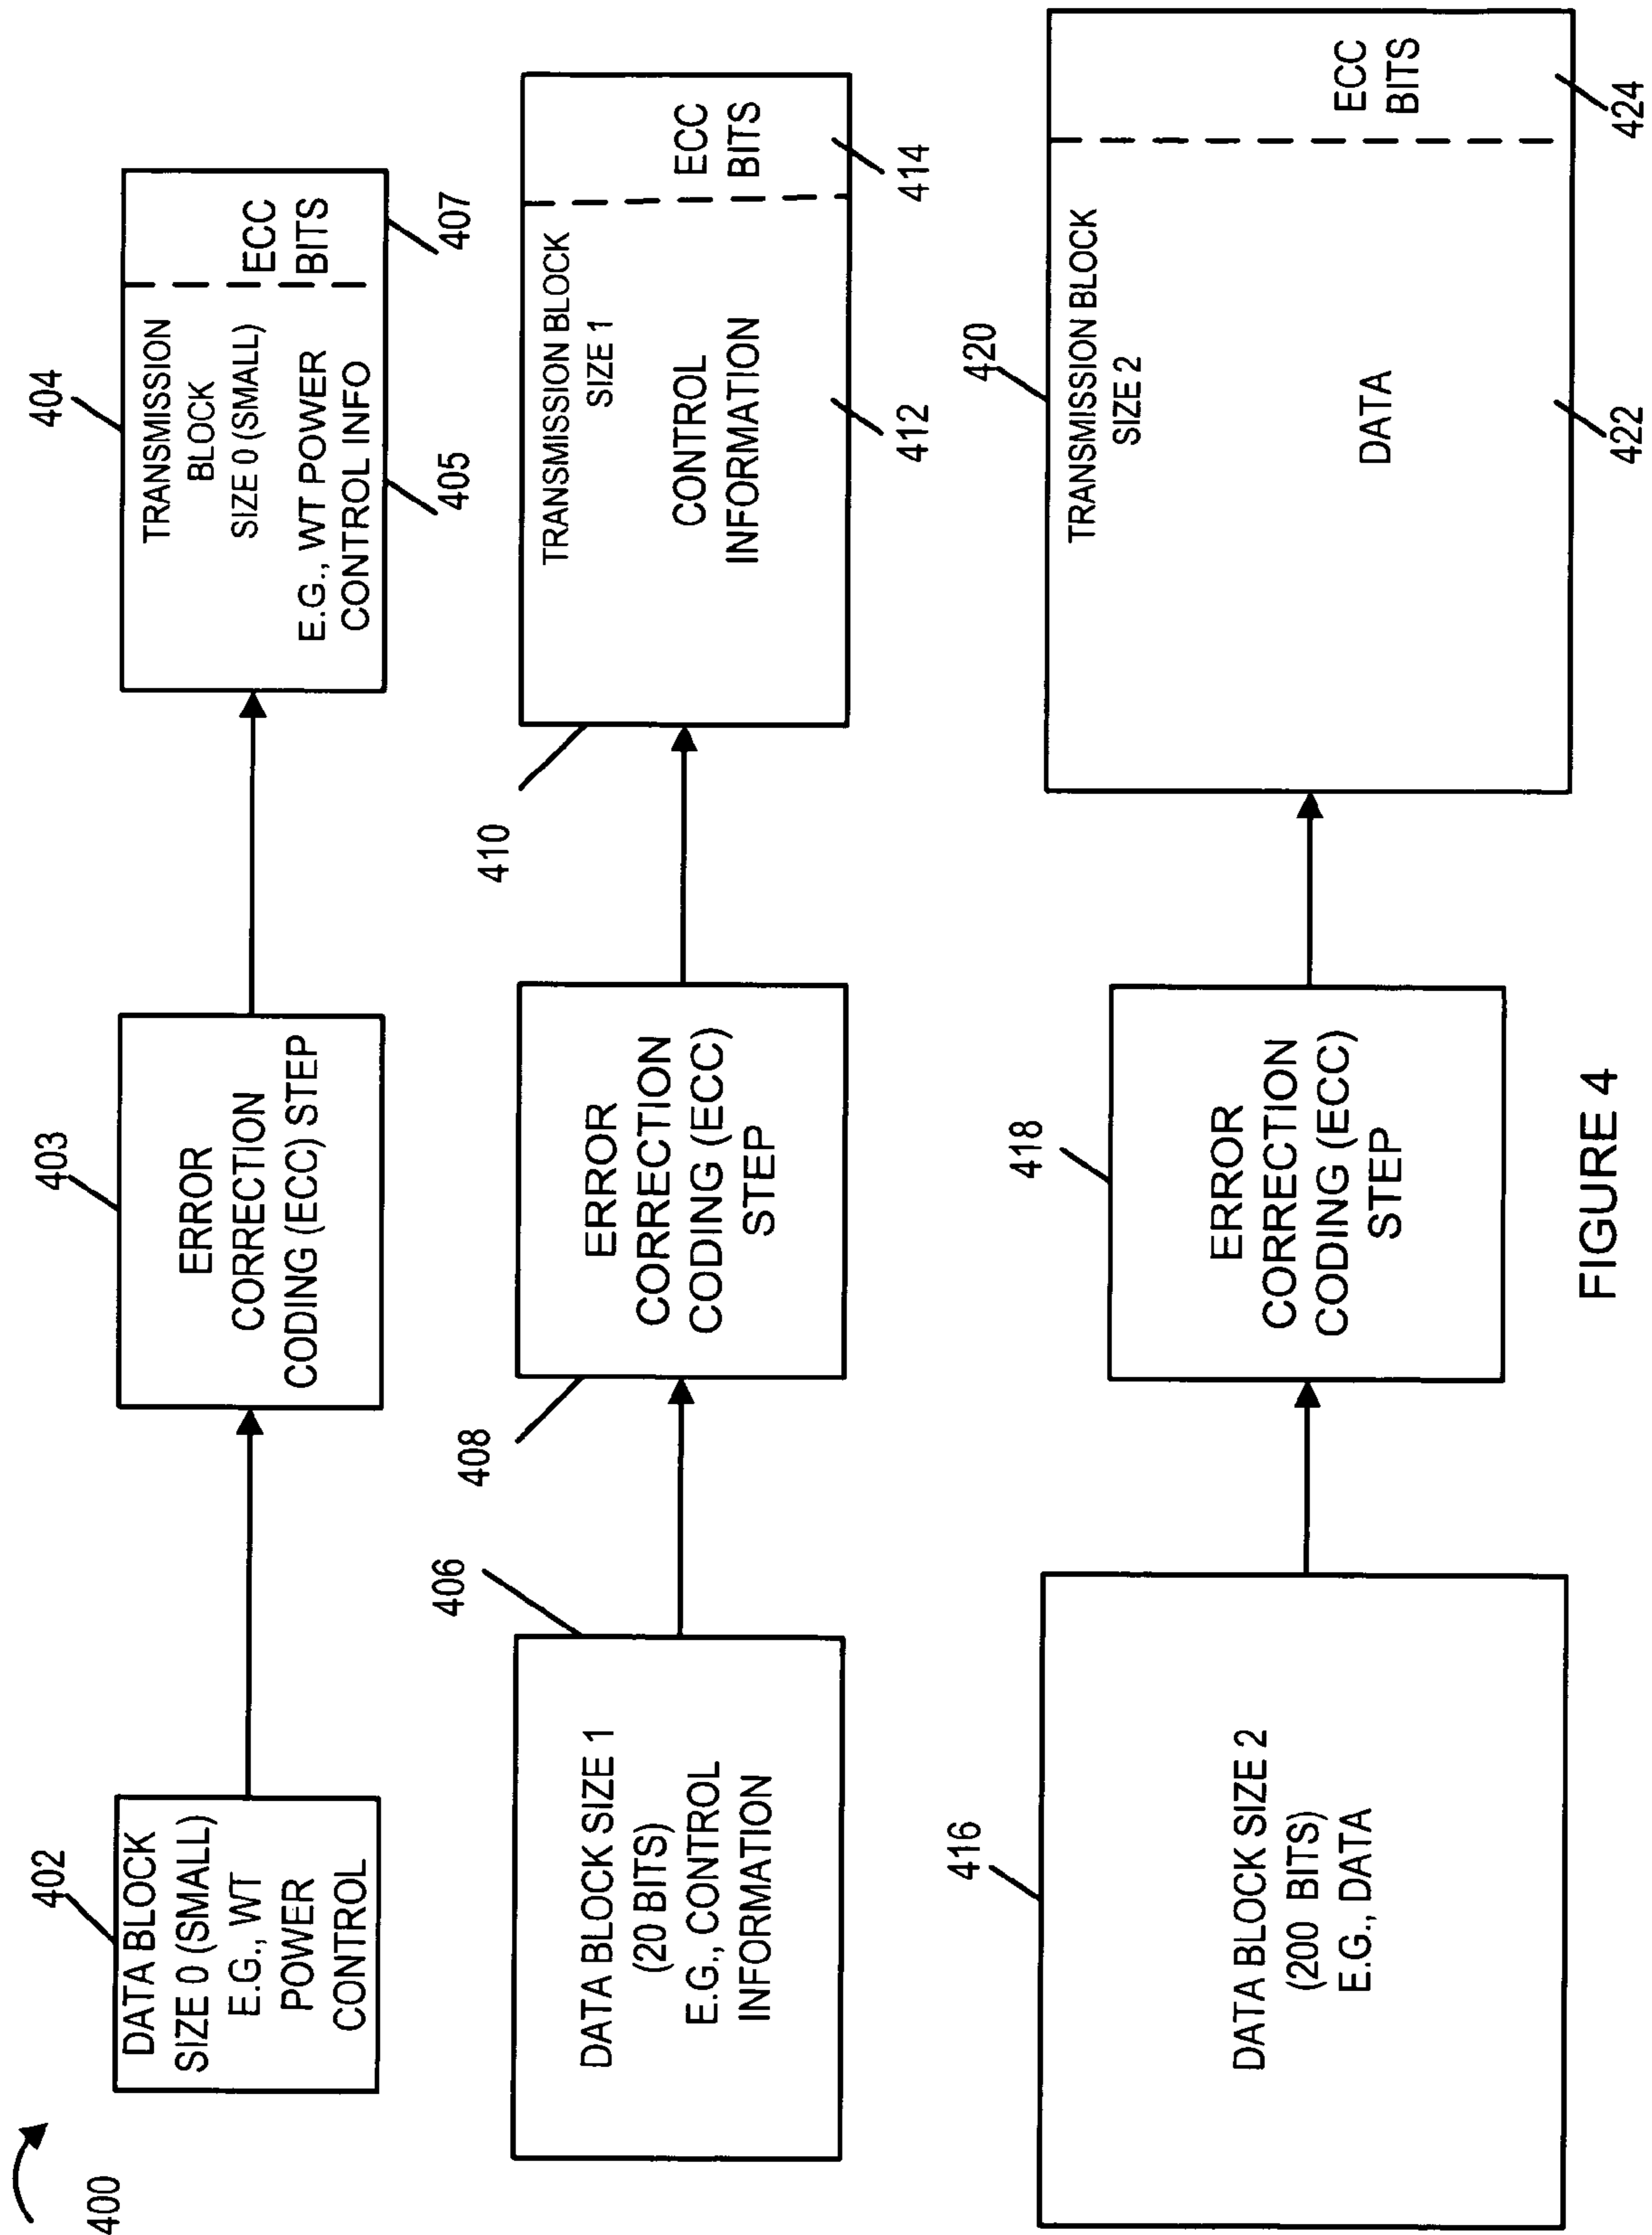 400
402
DATA BLOCK
SIZE 0 (SMALL)
E.G., WT
POWER
CONTROL
403
ERROR
CORRECTION
CODING (ECC) STEP
404
TRANSMISSION
BLOCK
SIZE 0 (SMALL)
E.G., WT POWER
CONTROL INFO
405
ECC
BITS
407
406
DATA BLOCK SIZE 1
(20 BITS)
E.G., CONTROL
INFORMATION
408
ERROR
CORRECTION
CODING (ECC)
STEP
410
TRANSMISSION BLOCK
SIZE 1
CONTROL
INFORMATION
412
ECC
BITS
414
416
DATA BLOCK SIZE 2
(200 BITS)
E.G., DATA
418
ERROR
CORRECTION
CODING (ECC)
STEP
420
TRANSMISSION BLOCK
SIZE 2
DATA
422
ECC
BITS
424
FIGURE 4